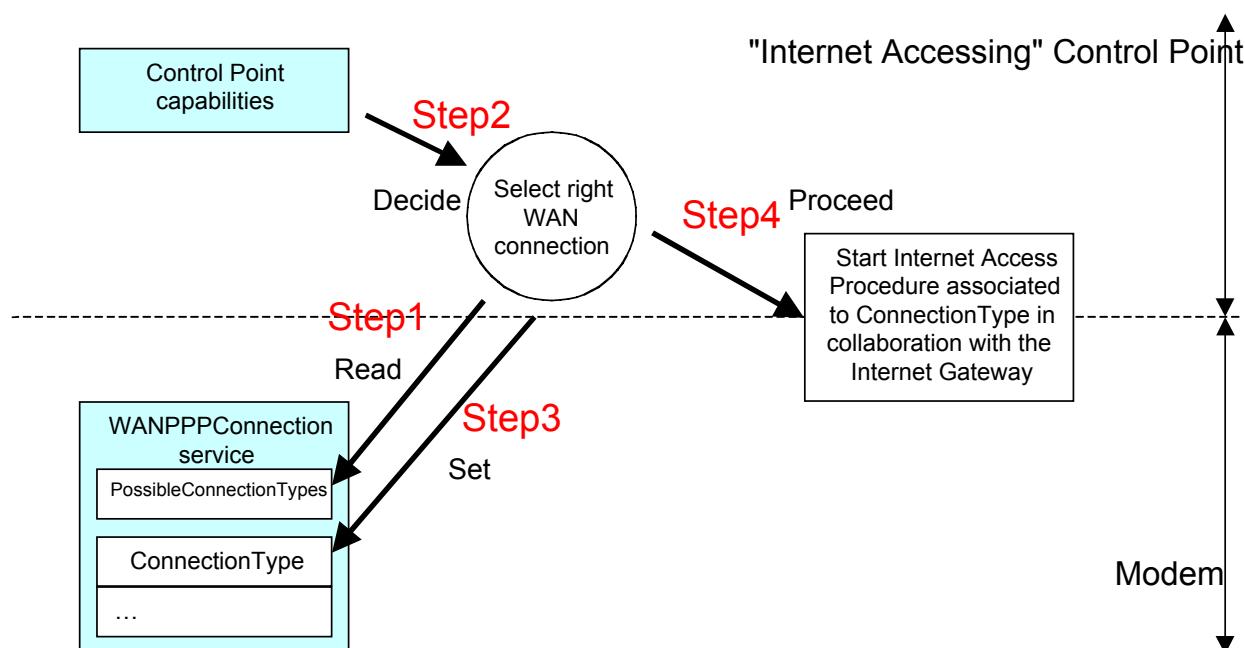 "Internet Accessing" Control Point
Control Point
capabilities
Step2
Decide
Select right
WAN
connection
Step4
Proceed
Start Internet Access
Procedure associated
to ConnectionType in
collaboration with the
Internet Gateway
Step1
Read
Step3
Set
WANPPPConnection
service
PossibleConnectionTypes
ConnectionType
…
Modem